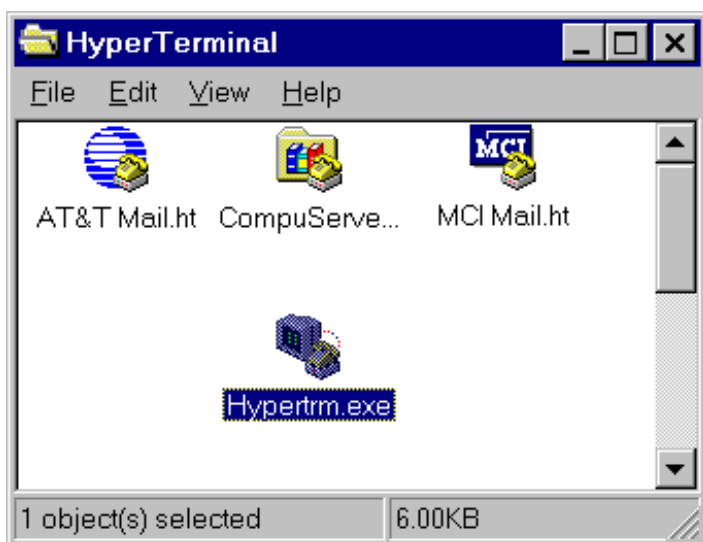 HyperTerminal
File Edit View Help
MCI
AT&T Mail.ht CompuServe... MCI Mail.ht
Hypertrm.exe
1 object(s) selected 6.00KB